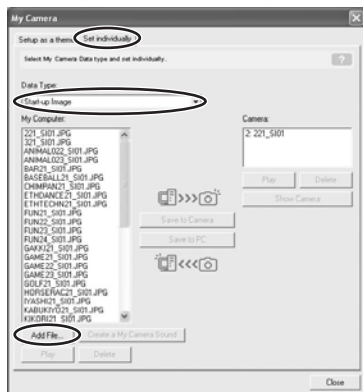 My Camera
Setup as a theme
Set individually
Select My Camera Data type and set individually.
?
Data Type:
Start-up Image
My Computer:
Camera:
221_SI01.JPG
321_SI01.JPG
ANIMAL022_SI01.JPG
ANIMAL023_SI01.JPG
BAR21_SI01.JPG
BASEBALL21_SI01.JPG
CHIMPAN21_SI01.JPG
ETHDANCE21_SI01.JPG
ETHTECHN21_SI01.JPG
FUN21_SI01.JPG
FUN22_SI01.JPG
FUN23_SI01.JPG
FUN24_SI01.JPG
GAKKI21_SI01.JPG
GAME21_SI01.JPG
GAME22_SI01.JPG
GAME23_SI01.JPG
GOLF21_SI01.JPG
HORSERAC21_SI01.JPG
IYASHI21_SI01.JPG
KABUKIYO21_SI01.JPG
KIKORI21_SI01.JPG
2: 221_SI01
Play
Delete
Show Camera
>>>
Save to Camera
Save to PC
<<<
Add File...
Create a My Camera Sound
Play
Delete
Close